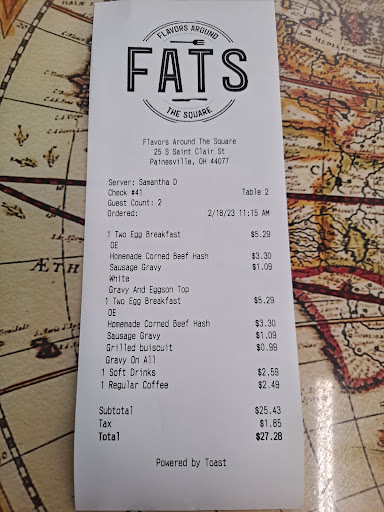 FLAVORS AROUND
FATS
THE SQUARE
Flavors Around The Square
25 S Saint Clair St
Painesville, OH 44077
Server: Samantha D
Check #41 Table 2
Guest Count: 2
Ordered: 2/18/23 11:15 AM
1 Two Egg Breakfast $5.29
OE
Homemade Corned Beef Hash $3.30
Sausage Gravy $1.09
White
Gravy And Eggson Top
1 Two Egg Breakfast $5.29
OE
Homemade Corned Beef Hash $3.30
Sausage Gravy $1.09
Grilled buiscuit $0.99
Gravy On All
1 Soft Drinks $2.59
1 Regular Coffee $2.49
Subtotal $25.43
Tax $1.85
Total $27.28
Powered by Toast
ÆTH